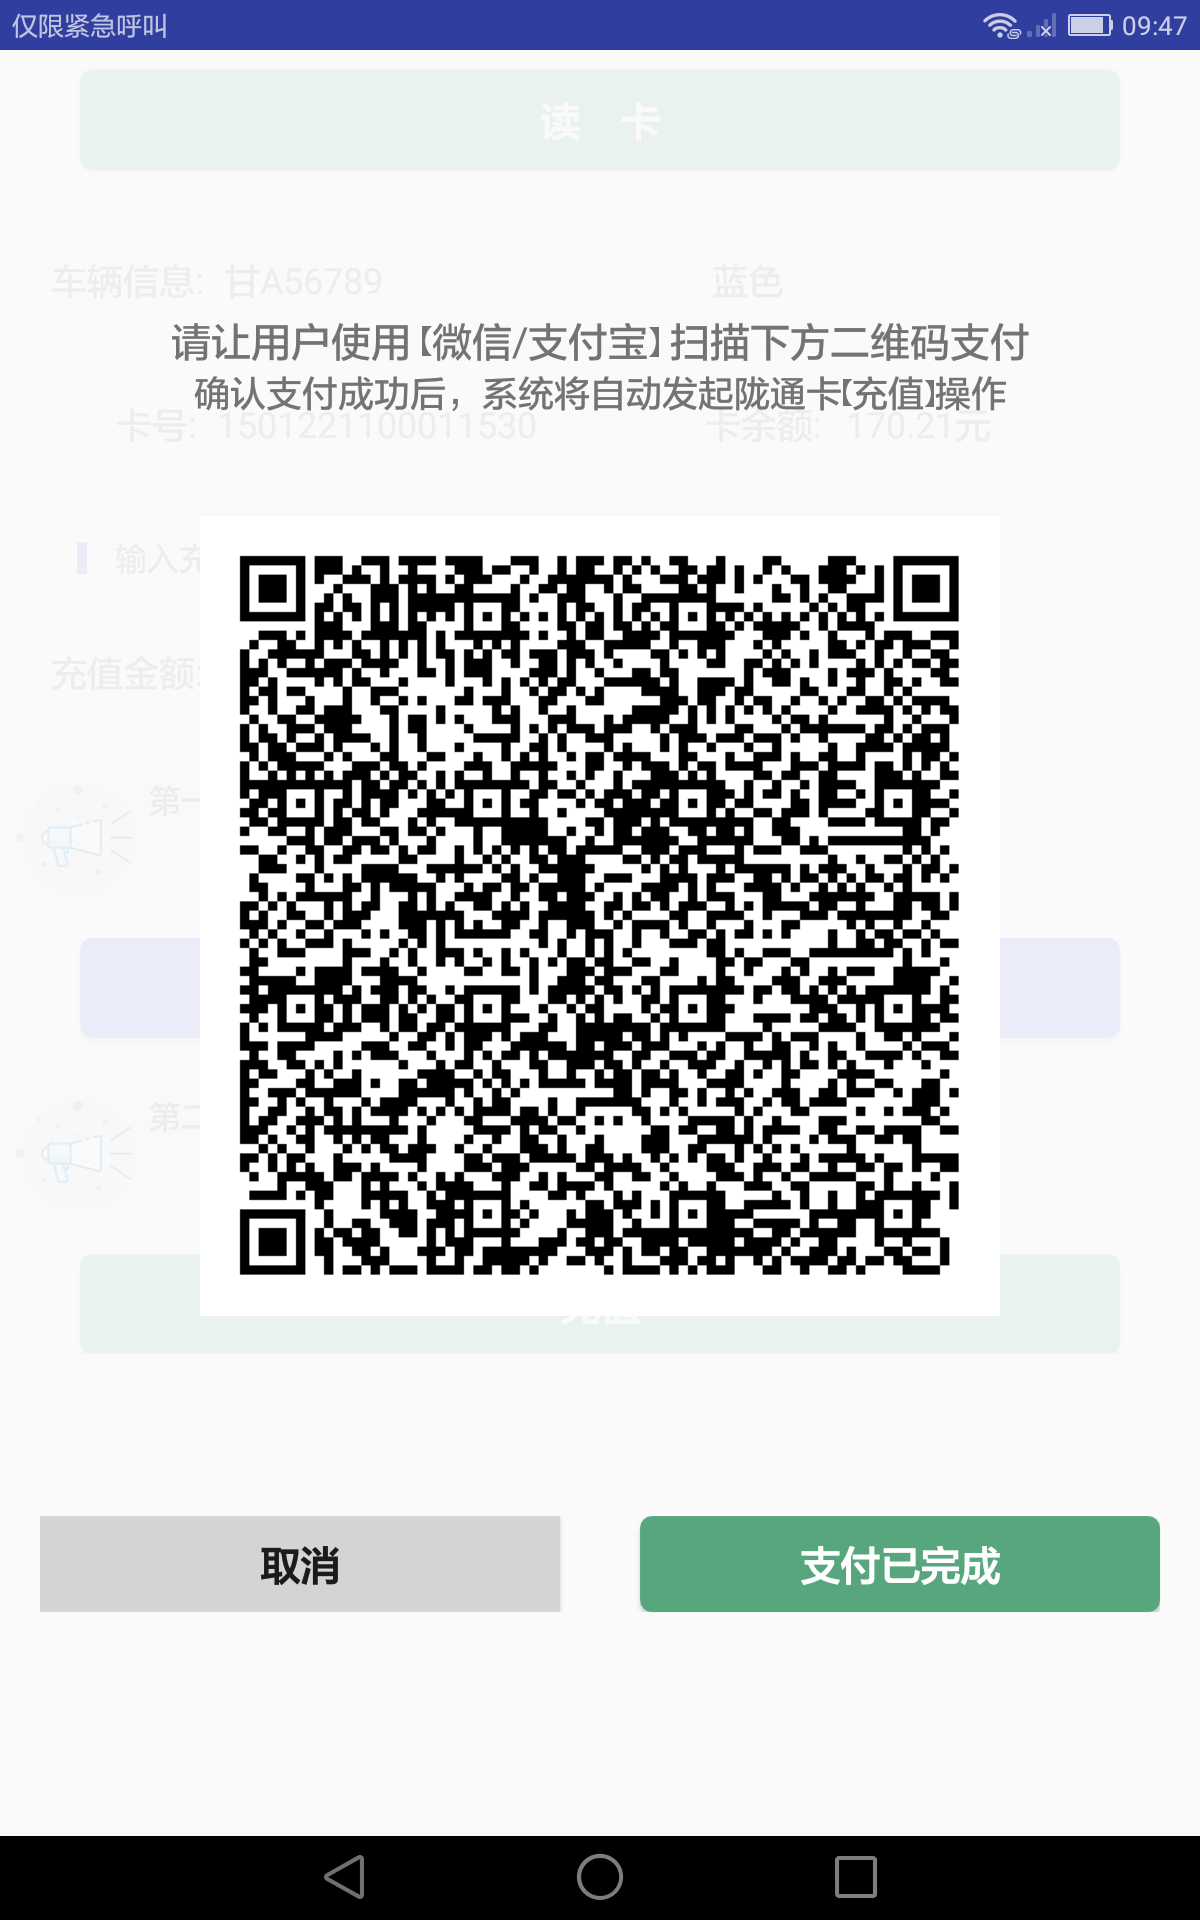 仅限紧急呼叫 09:47
读 卡
车辆信息: 甘A56789 蓝色
请让用户使用【微信/支付宝】扫描下方二维码支付
确认支付成功后，系统将自动发起陇通卡【充值】操作
卡号: 1501221100011530 卡余额: 170.21元
输入充
充值金额:
第一
第二
充值
取消 支付已完成